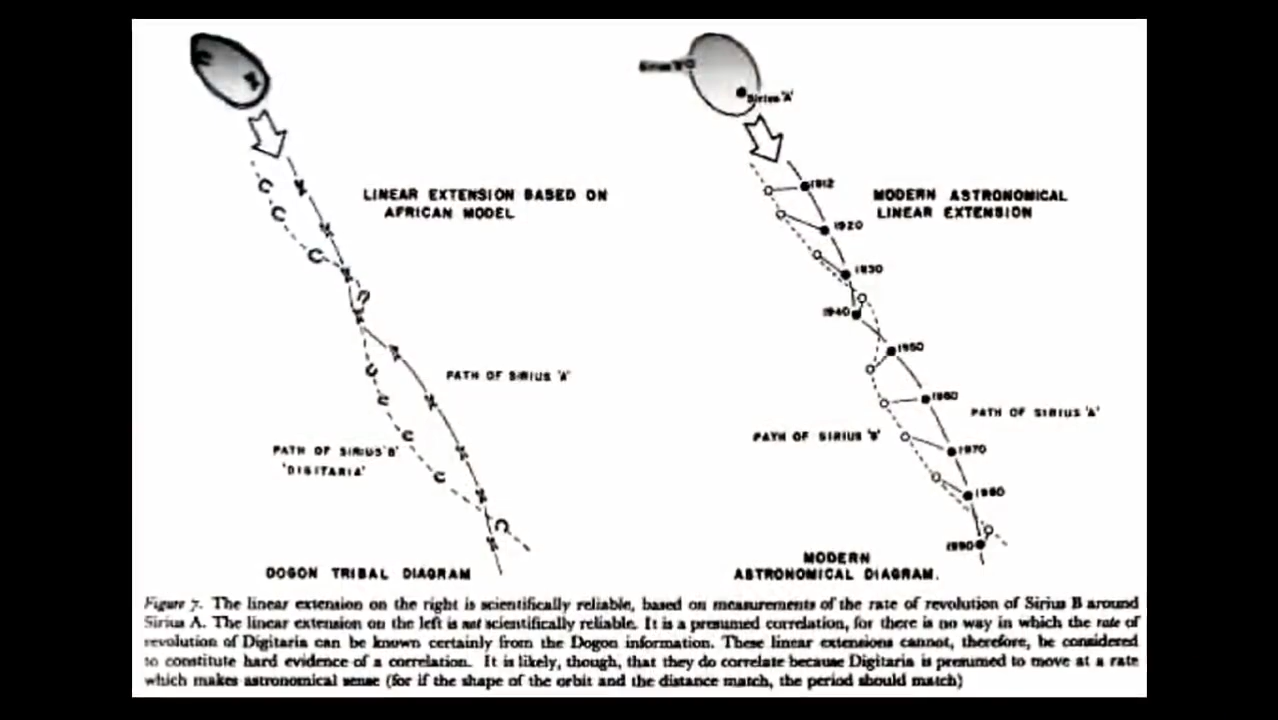 Sirius 'B'
Sirius 'A'
LINEAR EXTENSION BASED ON
AFRICAN MODEL
PATH OF SIRIUS 'A'
PATH OF SIRIUS 'B'
'DIGITARIA'
DOGON TRIBAL DIAGRAM
1912
MODERN ASTRONOMICAL
LINEAR EXTENSION
1920
1930
1940
1950
1960
PATH OF SIRIUS 'A'
PATH OF SIRIUS 'B'
1970
1980
1990
MODERN
ASTRONOMICAL DIAGRAM.
Figure 7. The linear extension on the right is scientifically reliable, based on measurements of the rate of revolution of Sirius B around
Sirius A. The linear extension on the left is not scientifically reliable. It is a presumed correlation, for there is no way in which the rate of
revolution of Digitaria can be known certainly from the Dogon information. These linear extensions cannot, therefore, be considered
to constitute hard evidence of a correlation. It is likely, though, that they do correlate because Digitaria is presumed to move at a rate
which makes astronomical sense (for if the shape of the orbit and the distance match, the period should match)